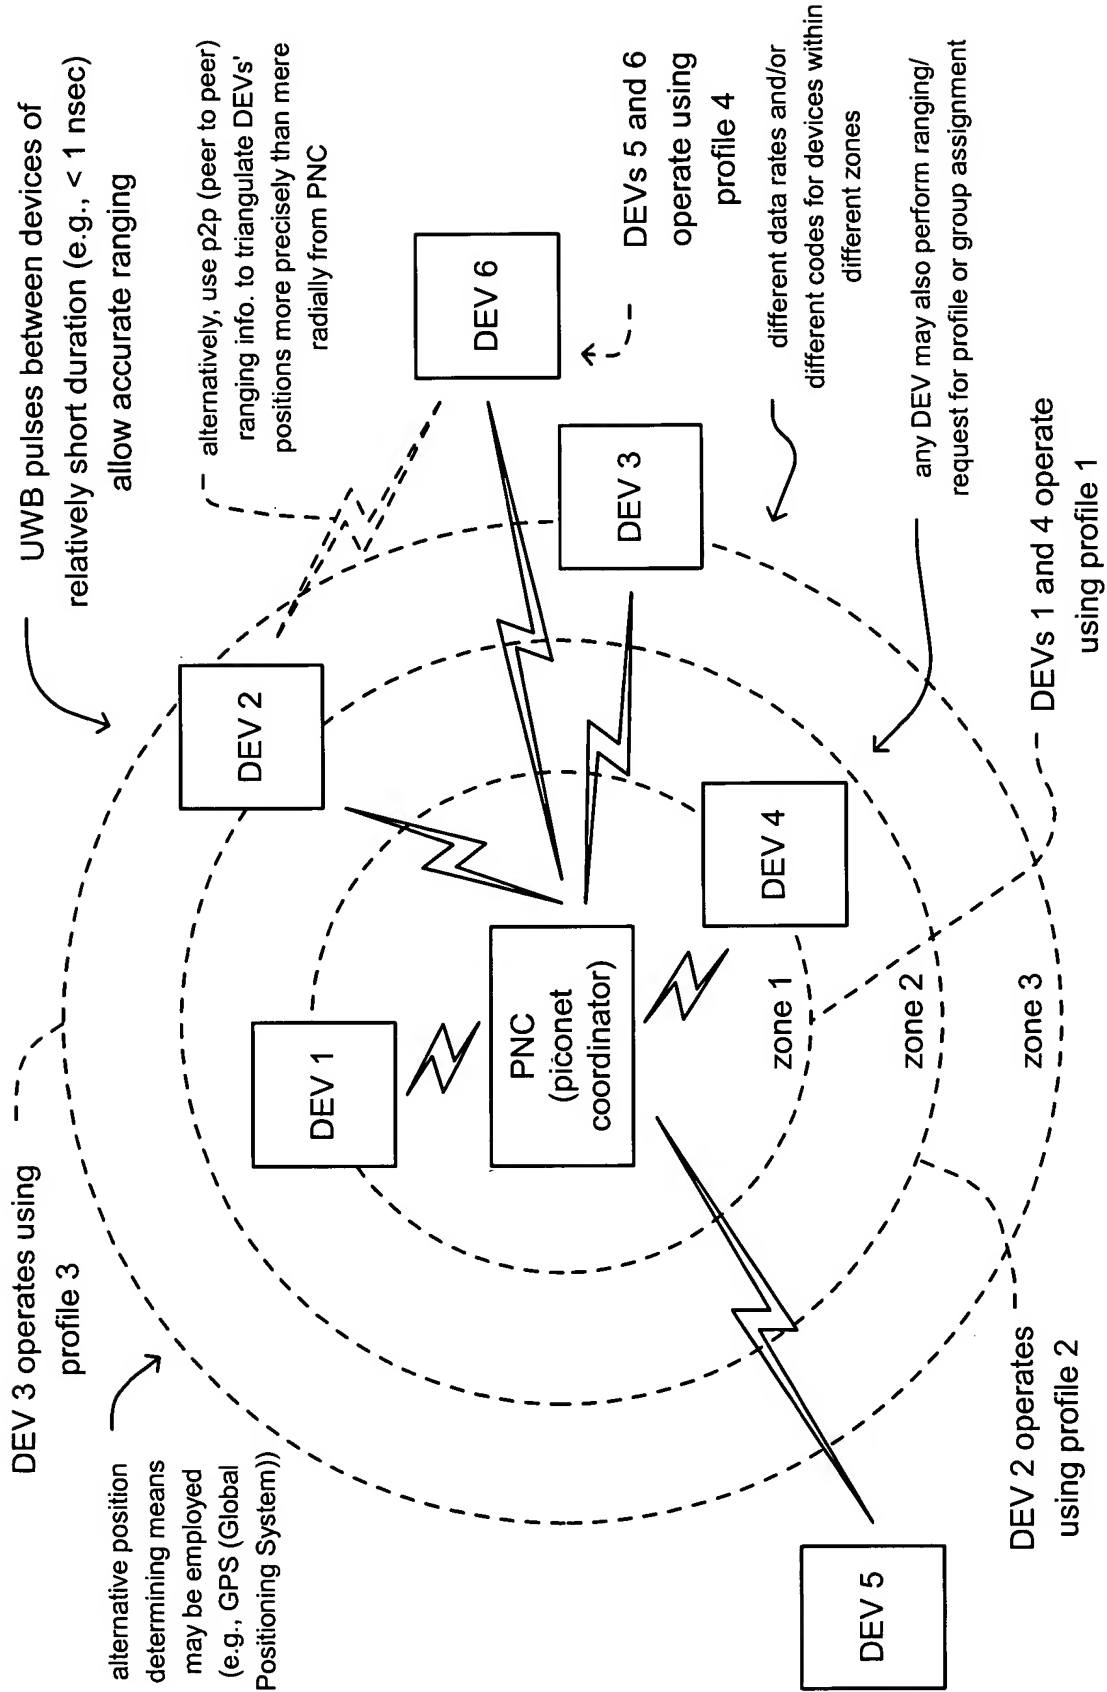 DEV 3 operates using
profile 3
UWB pulses between devices of
relatively short duration (e.g., < 1 nsec)
allow accurate ranging
alternative position
determining means
may be employed
(e.g., GPS (Global
Positioning System))
alternatively, use p2p (peer to peer)
ranging info. to triangulate DEVs'
positions more precisely than mere
radially from PNC
DEV 2
DEV 1
DEV 6
PNC
(piconet
coordinator)
DEV 3
DEVs 5 and 6
operate using
profile 4
DEV 4
DEV 5
zone 1
zone 2
zone 3
different data rates and/or
different codes for devices within
different zones
any DEV may also perform ranging/
request for profile or group assignment
DEV 2 operates
using profile 2
DEVs 1 and 4 operate
using profile 1